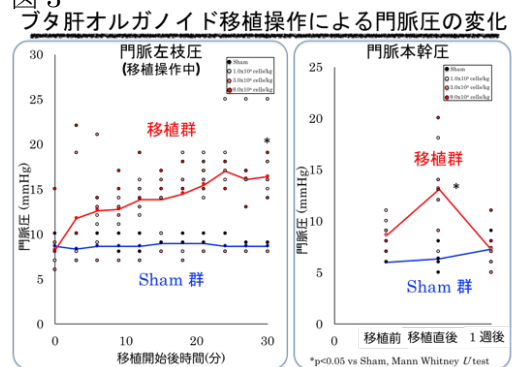 ブタ肝オルガノイド移植操作による門脈圧の変化
門脈左枝圧
(移植操作中)
門脈圧 (mmHg)
30
25
20
15
10
5
0
Sham
移植群
*
Sham 群
0
10
20
30
移植開始後時間(分)
門脈本幹圧
門脈圧 (mmHg)
25
20
15
10
5
0
Sham
移植群
*
Sham 群
0
移植前 移植直後 1 週後
*p<0.05 vs Sham, Mann Whitney U test